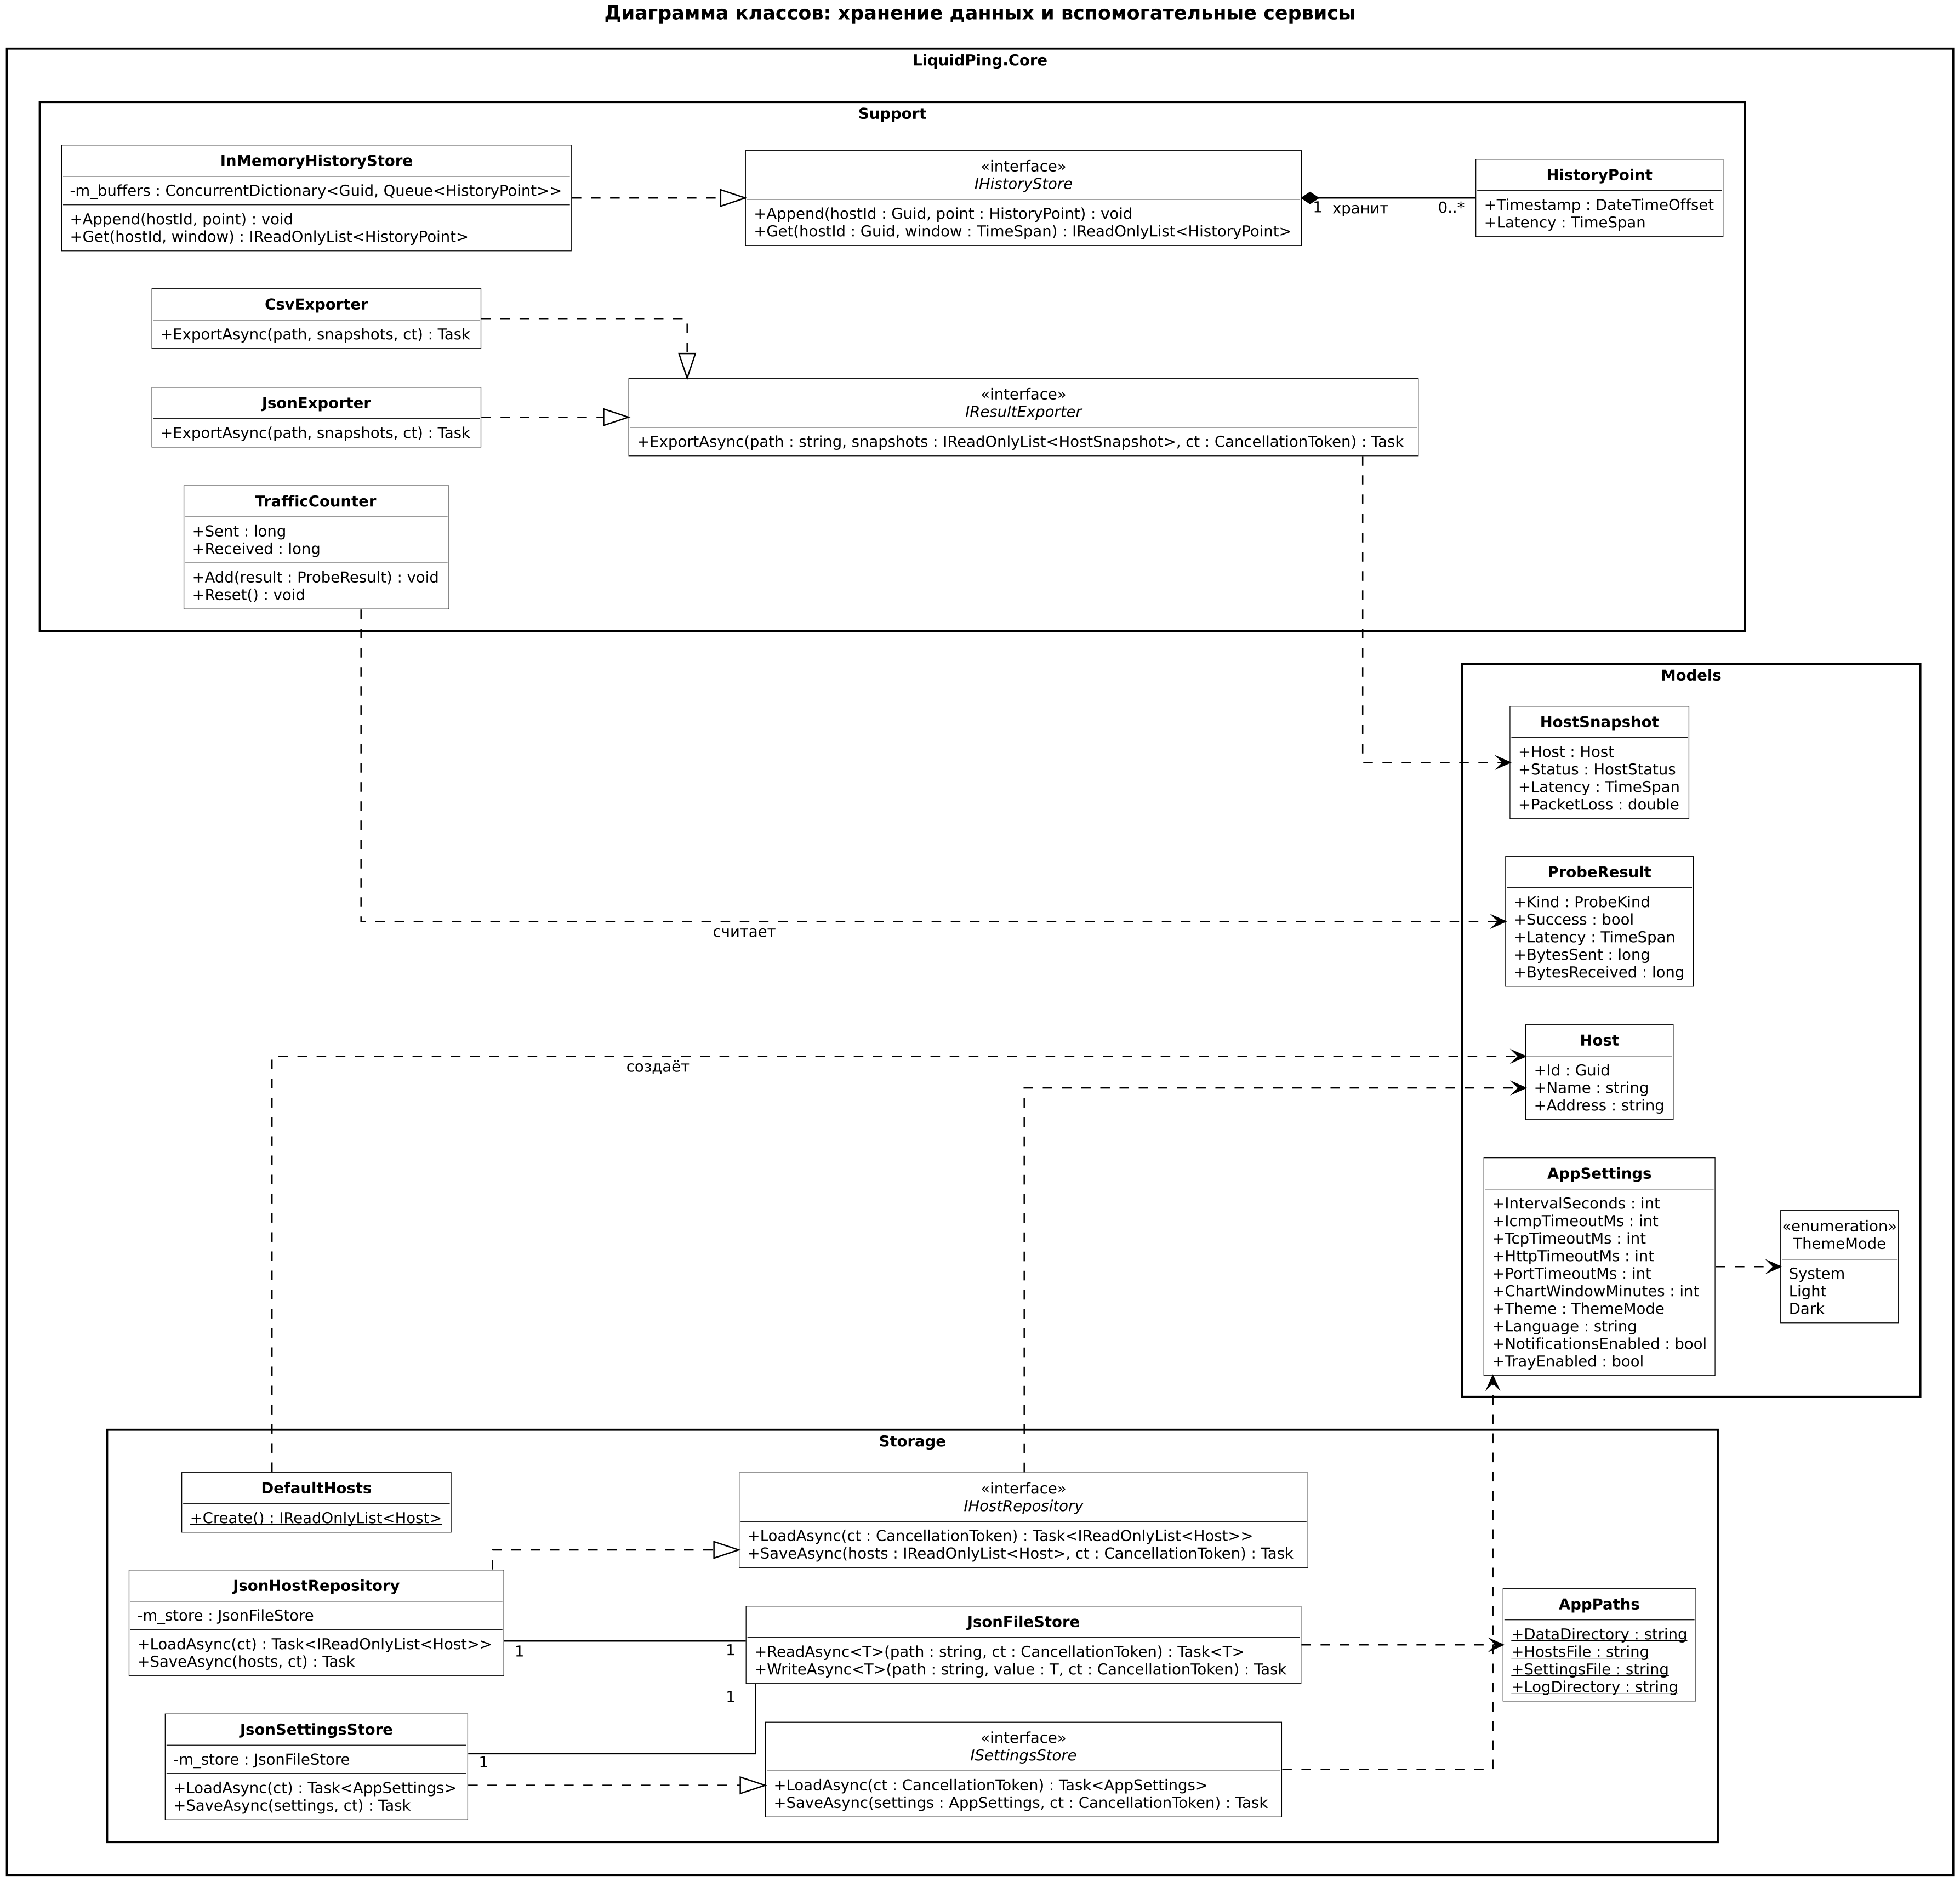 Диаграмма классов: хранение данных и вспомогательные сервисы
LiquidPing.Core
Support
InMemoryHistoryStore
-m_buffers : ConcurrentDictionary<Guid, Queue<HistoryPoint>>
+Append(hostId, point) : void
+Get(hostId, window) : IReadOnlyList<HistoryPoint>
«interface»
IHistoryStore
+Append(hostId : Guid, point : HistoryPoint) : void
+Get(hostId : Guid, window : TimeSpan) : IReadOnlyList<HistoryPoint>
1 хранит 0..*
HistoryPoint
+Timestamp : DateTimeOffset
+Latency : TimeSpan
CsvExporter
+ExportAsync(path, snapshots, ct) : Task
JsonExporter
+ExportAsync(path, snapshots, ct) : Task
«interface»
IResultExporter
+ExportAsync(path : string, snapshots : IReadOnlyList<HostSnapshot>, ct : CancellationToken) : Task
TrafficCounter
+Sent : long
+Received : long
+Add(result : ProbeResult) : void
+Reset() : void
Models
HostSnapshot
+Host : Host
+Status : HostStatus
+Latency : TimeSpan
+PacketLoss : double
ProbeResult
+Kind : ProbeKind
+Success : bool
+Latency : TimeSpan
+BytesSent : long
+BytesReceived : long
считает
Host
+Id : Guid
+Name : string
+Address : string
создаёт
AppSettings
+IntervalSeconds : int
+IcmpTimeoutMs : int
+TcpTimeoutMs : int
+HttpTimeoutMs : int
+PortTimeoutMs : int
+ChartWindowMinutes : int
+Theme : ThemeMode
+Language : string
+NotificationsEnabled : bool
+TrayEnabled : bool
«enumeration»
ThemeMode
System
Light
Dark
Storage
DefaultHosts
+Create() : IReadOnlyList<Host>
«interface»
IHostRepository
+LoadAsync(ct : CancellationToken) : Task<IReadOnlyList<Host>>
+SaveAsync(hosts : IReadOnlyList<Host>, ct : CancellationToken) : Task
JsonHostRepository
-m_store : JsonFileStore
+LoadAsync(ct) : Task<IReadOnlyList<Host>>
+SaveAsync(hosts, ct) : Task
1
1
JsonFileStore
+ReadAsync<T>(path : string, ct : CancellationToken) : Task<T>
+WriteAsync<T>(path : string, value : T, ct : CancellationToken) : Task
AppPaths
+DataDirectory : string
+HostsFile : string
+SettingsFile : string
+LogDirectory : string
1
JsonSettingsStore
-m_store : JsonFileStore
+LoadAsync(ct) : Task<AppSettings>
+SaveAsync(settings, ct) : Task
1
«interface»
ISettingsStore
+LoadAsync(ct : CancellationToken) : Task<AppSettings>
+SaveAsync(settings : AppSettings, ct : CancellationToken) : Task